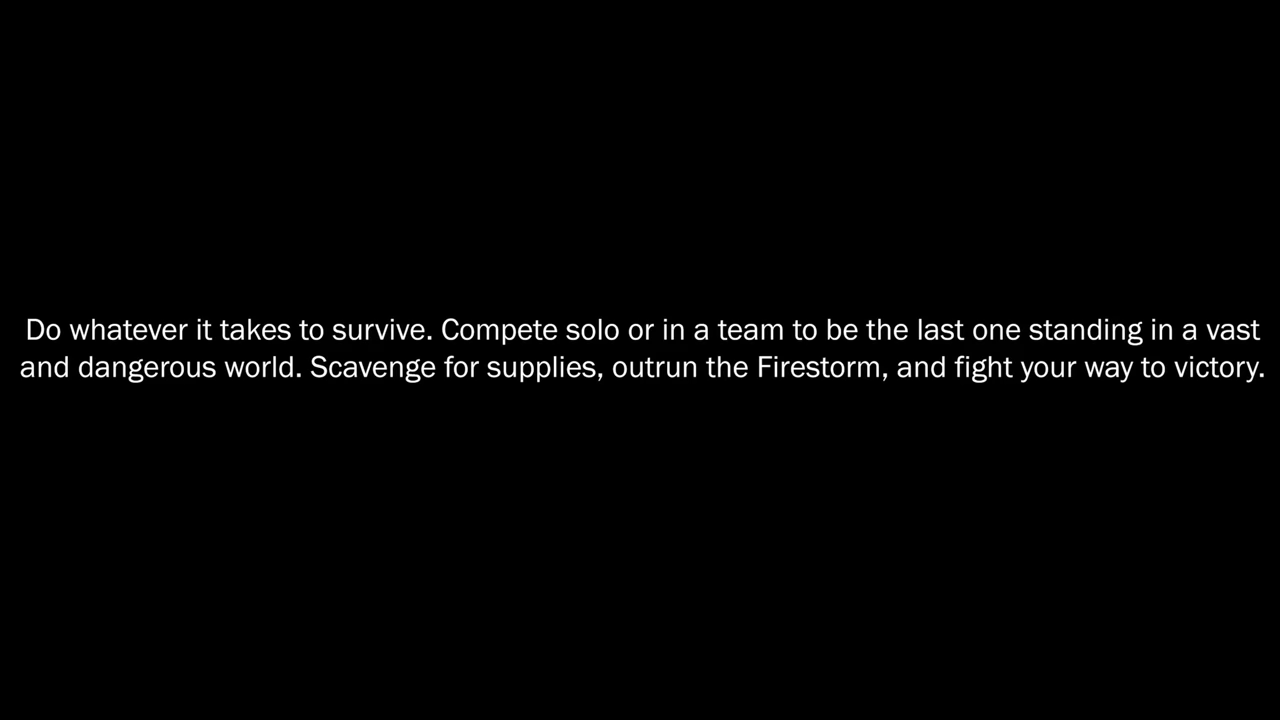 Do whatever it takes to survive. Compete solo or in a team to be the last one standing in a vast
and dangerous world. Scavenge for supplies, outrun the Firestorm, and fight your way to victory.